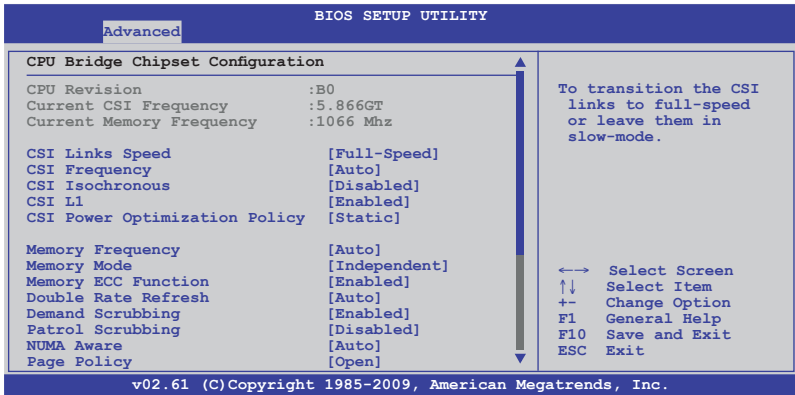 BIOS SETUP UTILITY
Advanced
CPU Bridge Chipset Configuration
CPU Revision :B0
Current CSI Frequency :5.866GT
Current Memory Frequency :1066 Mhz
CSI Links Speed [Full-Speed]
CSI Frequency [Auto]
CSI Isochronous [Disabled]
CSI L1 [Enabled]
CSI Power Optimization Policy [Static]
Memory Frequency [Auto]
Memory Mode [Independent]
Memory ECC Function [Enabled]
Double Rate Refresh [Auto]
Demand Scrubbing [Enabled]
Patrol Scrubbing [Disabled]
NUMA Aware [Auto]
Page Policy [Open]
To transition the CSI
links to full-speed
or leave them in
slow-mode.
←→ Select Screen
↑↓ Select Item
+- Change Option
F1 General Help
F10 Save and Exit
ESC Exit
v02.61 (C)Copyright 1985-2009, American Megatrends, Inc.